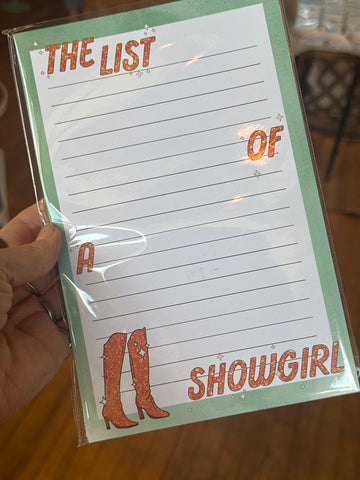 THE LIST
OF
A
SHOWGIRL